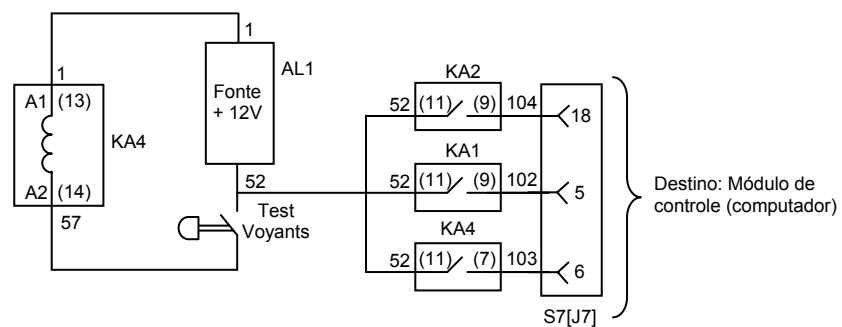 1
1
A1 (13)
KA4
A2 (14)
57
AL1
Fonte
+ 12V
52
Test
Voyants
KA2
52 (11) (9) 104
18
KA1
52 (11) (9) 102
5
KA4
52 (11) (7) 103
6
S7[J7]
Destino: Módulo de
controle (computador)